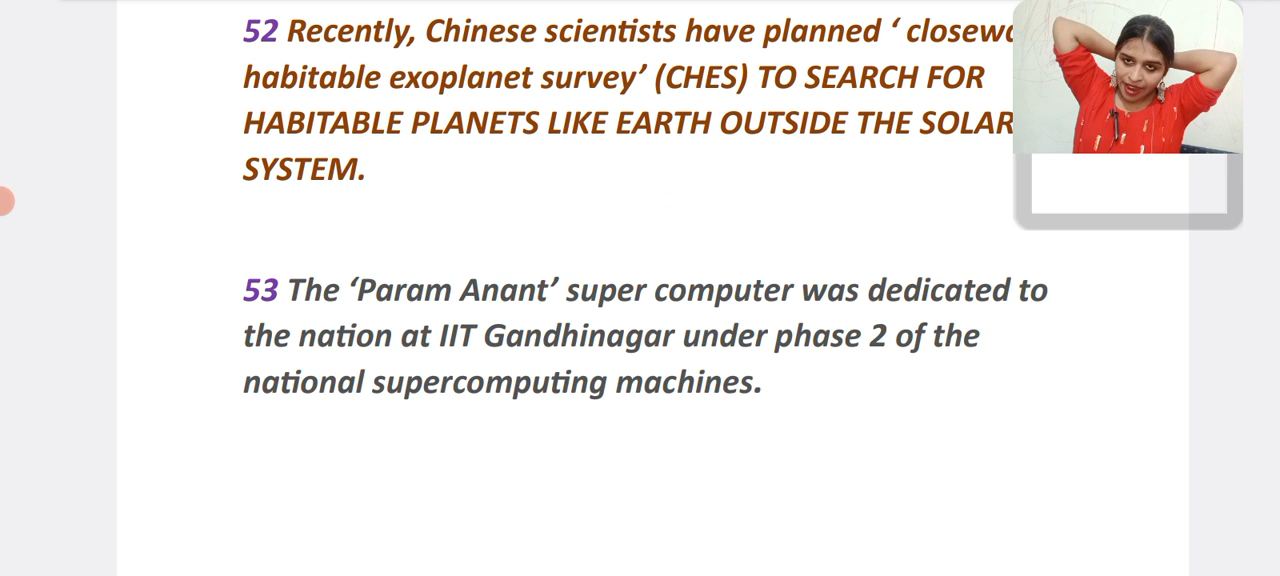 52 Recently, Chinese scientists have planned ‘
habitable exoplanet survey’ (CHES) TO SEARCH FOR
HABITABLE PLANETS LIKE EARTH OUTSIDE THE SOLAR
SYSTEM.
53 The ‘Param Anant’ super computer was dedicated to
the nation at IIT Gandhinagar under phase 2 of the
national supercomputing machines.